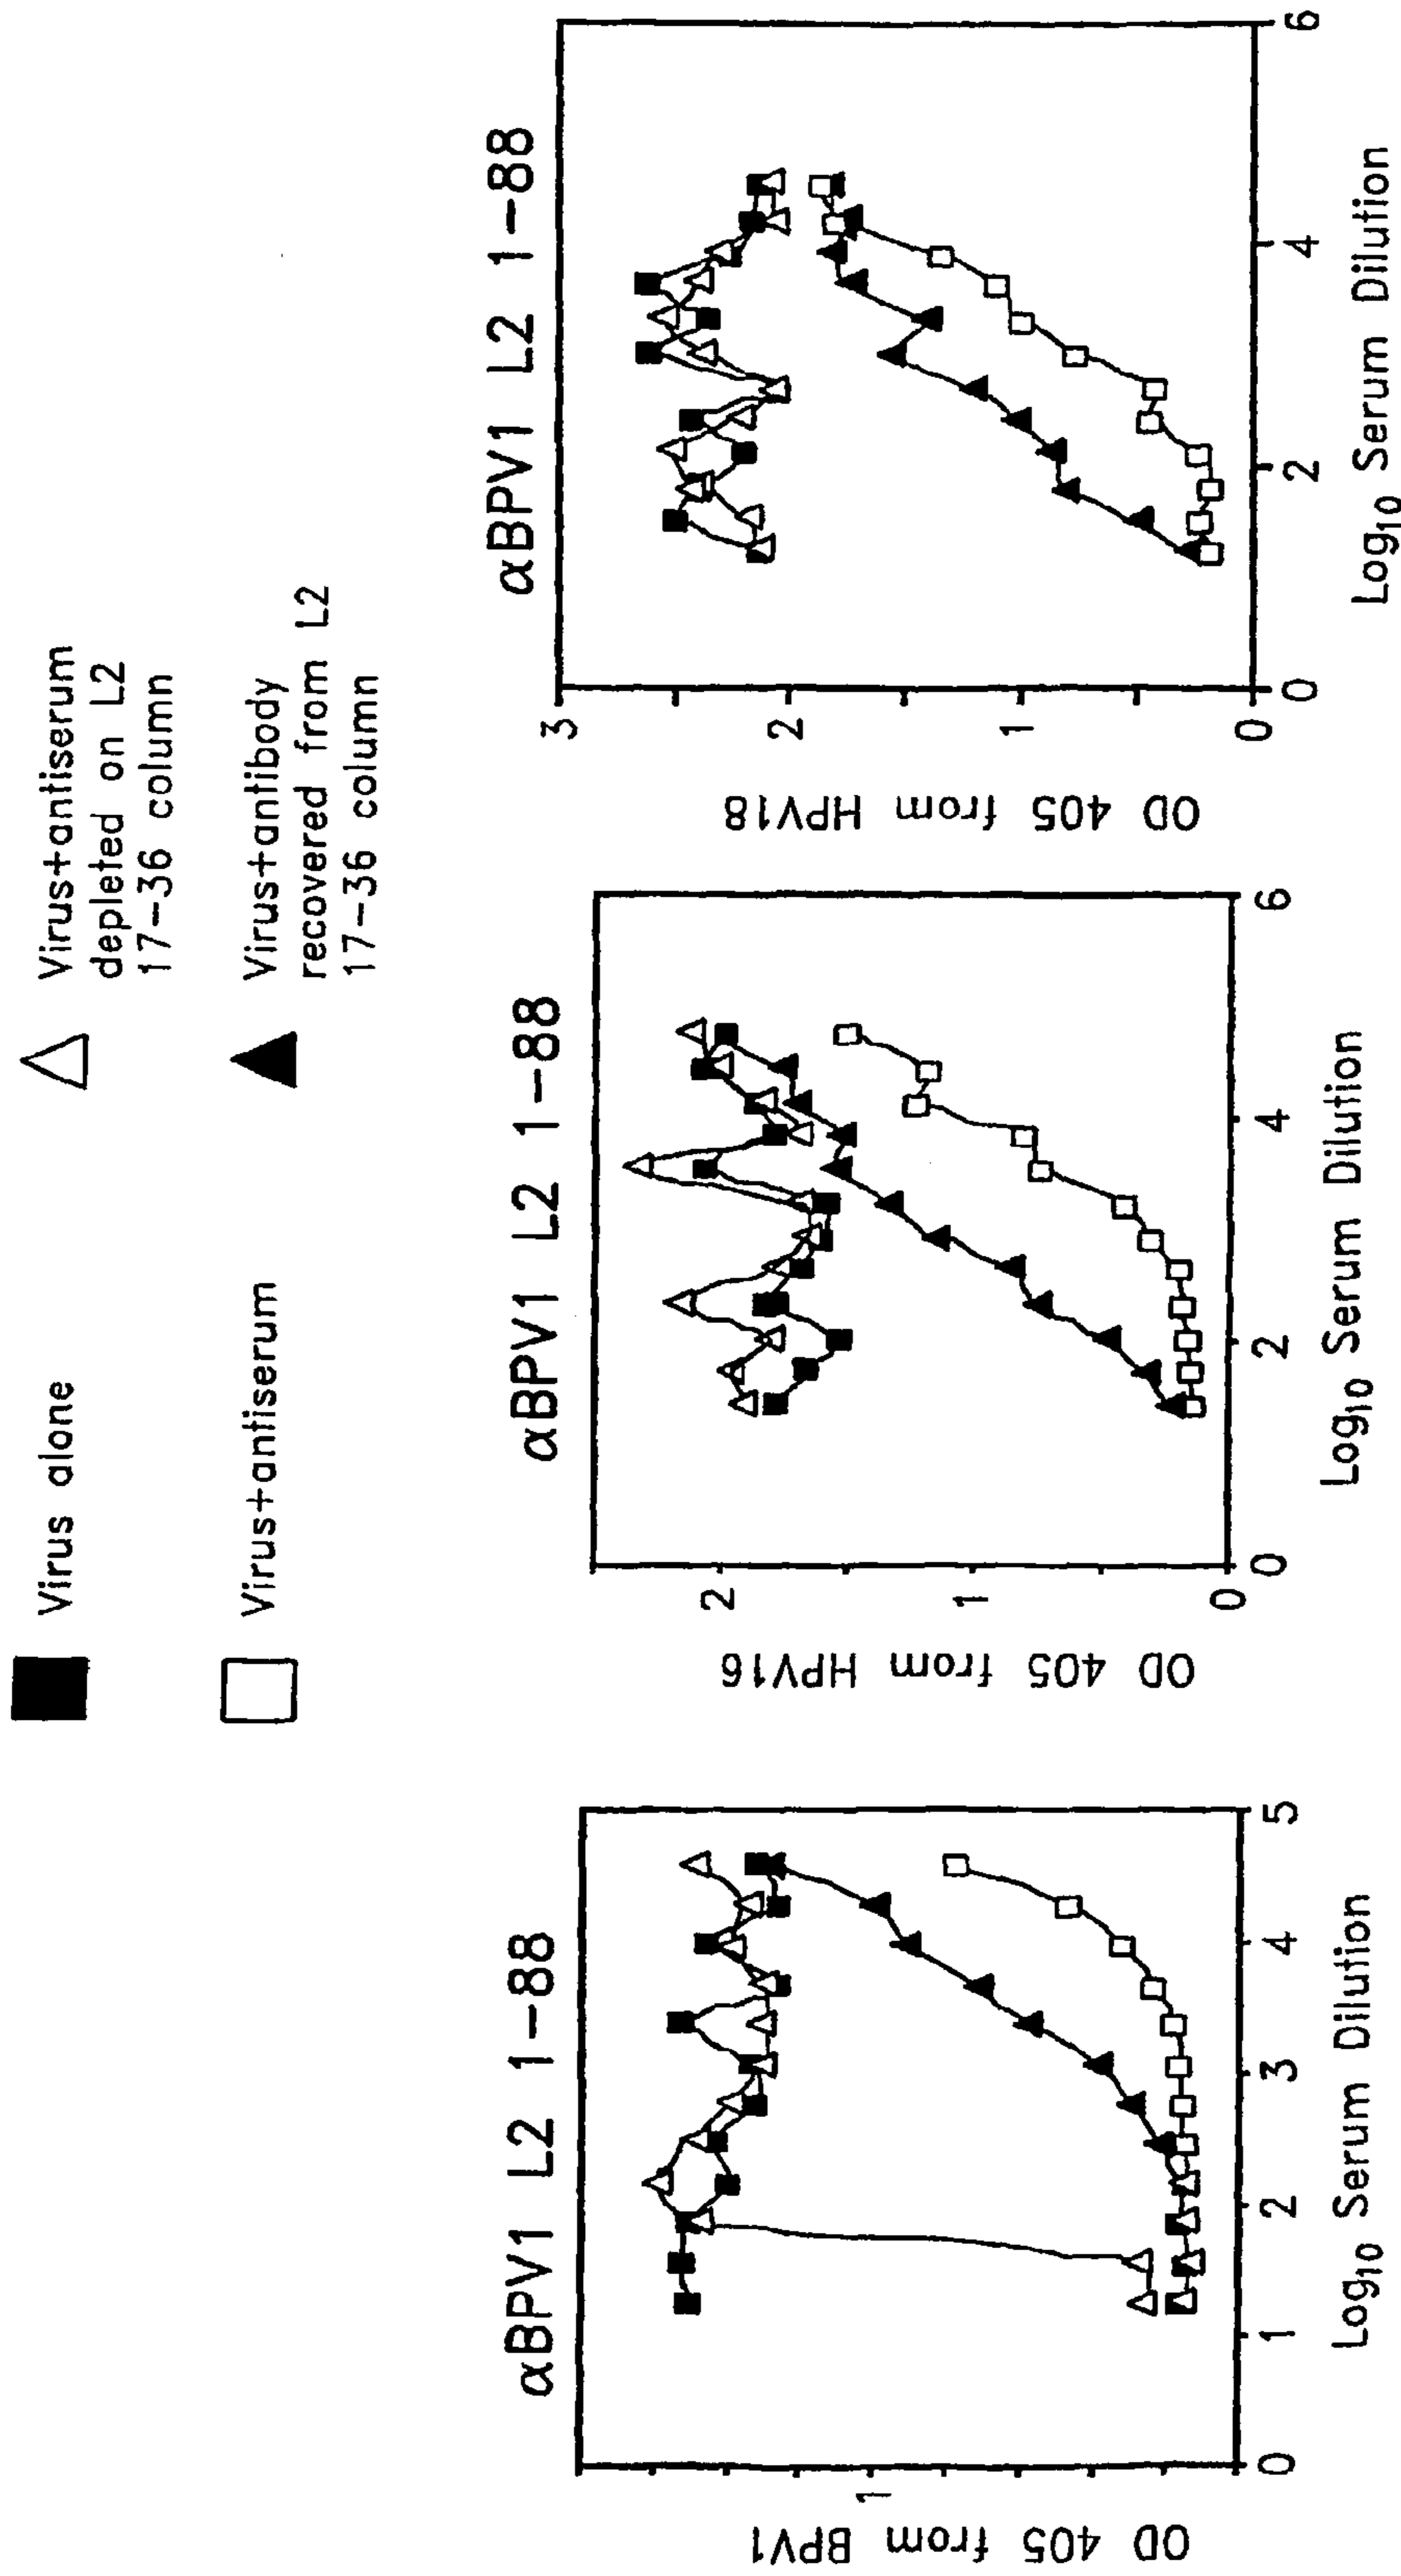 Virus alone
Virus+antiserum
depleted on L2
17-36 column
Virus+antiserum
Virus+antibody
recovered from L2
17-36 column
αBPV1 L2 1-88
OD 405 from BPV1
1
0 1 2 3 4 5
Log₁₀ Serum Dilution
αBPV1 L2 1-88
OD 405 from HPV16
2
1
0
0 2 4 6
Log₁₀ Serum Dilution
αBPV1 L2 1-88
OD 405 from HPV18
3
2
1
0
0 2 4 6
Log₁₀ Serum Dilution